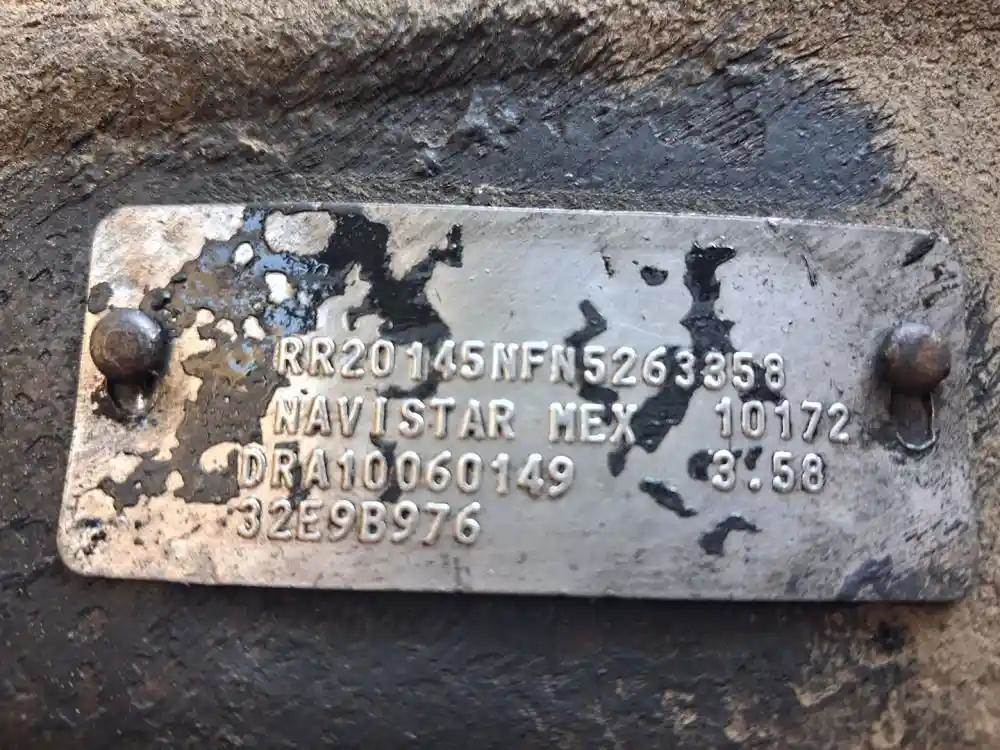 RR20145NFN5263358
NAVISTAR MEX 10172
DRA10060149 3.58
32E9B976